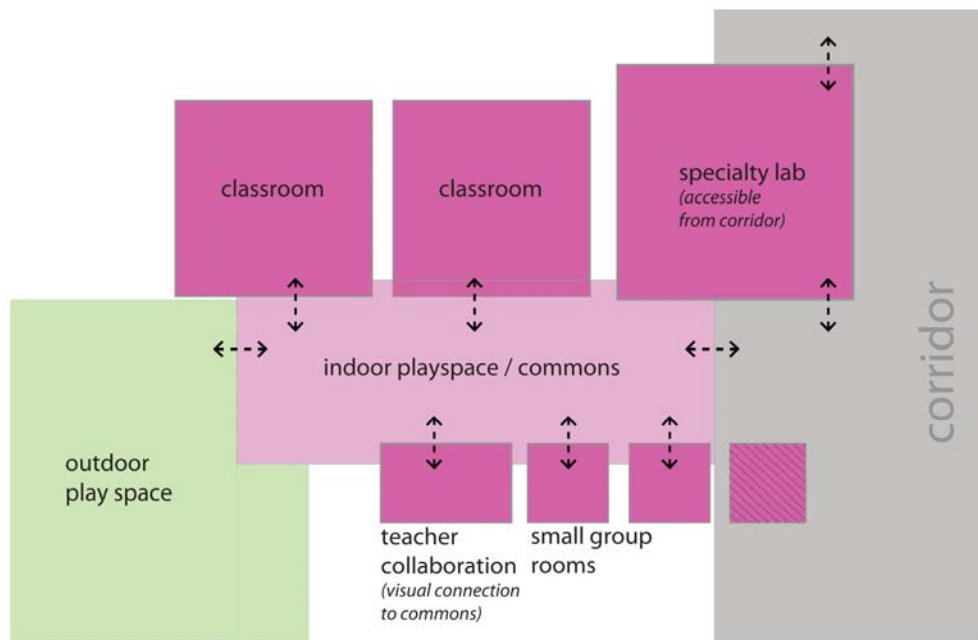 classroom
classroom
specialty lab
(accessible
from corridor)
corridor
indoor playspace / commons
outdoor
play space
teacher
collaboration
(visual connection
to commons)
small group
rooms